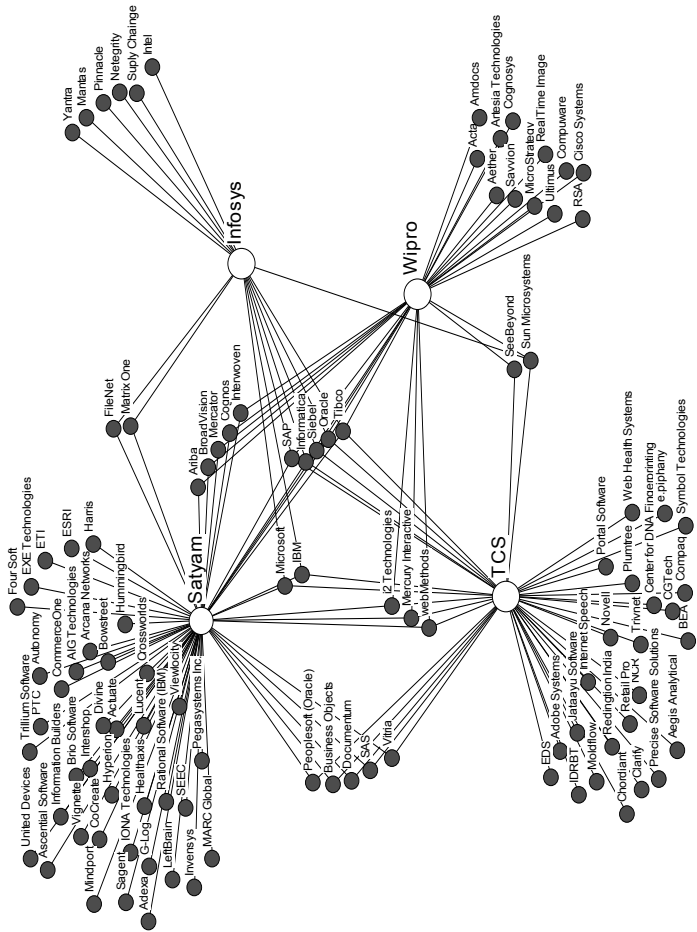 Yantra
Mantas
Pinnacle
Netegrity
Suply Chainge
Intel
Infosys
Amdocs
Artesia Technologies
Cognosys
Acta
RealTime Image
Aether
Savvion
MicroStrategy
Compuware
Cisco Systems
Ultimus
RSA
Wipro
SeeBeyond
Sun Microsystems
FileNet
MatrixOne
Ariba
BroadVision
Mercator
Cognos
Interwoven
SAP
Informatica
Siebel
Oracle
Tibco
Microsoft
IBM
i2 Technologies
Mercury Interactive
webMethods
Satyam
TCS
Four Soft
EXE Technologies
ETI
ESRI
Harris
Hummingbird
Autonomy
CommerceOne
AIG Technologies
Arcana Networks
Bowstreet
Crossworlds
Trillium Software
PTC
Information Builders
Brio Software
Intershop
Divine
Actuate
Lucent
Rational Software (IBM)
Viewlocity
Pegasystems Inc
United Devices
Ascential Software
Vignette
CoCreate
Hyperion
IONA Technologies
Healthaxis
SEEC
MARC Global
Mindport
Sagent
G-Log
Adexa
LeftBrain
Invensys
Peoplesoft (Oracle)
Business Objects
Documentum
SAS
Vitria
Portal Software
Web Health Systems
Plumtree
Center for DNA Fingerprinting
e.piphany
Symbol Technologies
CGTech
Compaq
BEA
Novell
Trivnet
InternetSpeech
Jataayu Software
Adobe Systems
EDS
IDRBT
Moldflow
Redington India
Retail Pro
NCR
Precise Software Solutions
Aegis Analytical
Clarify
Chordiant